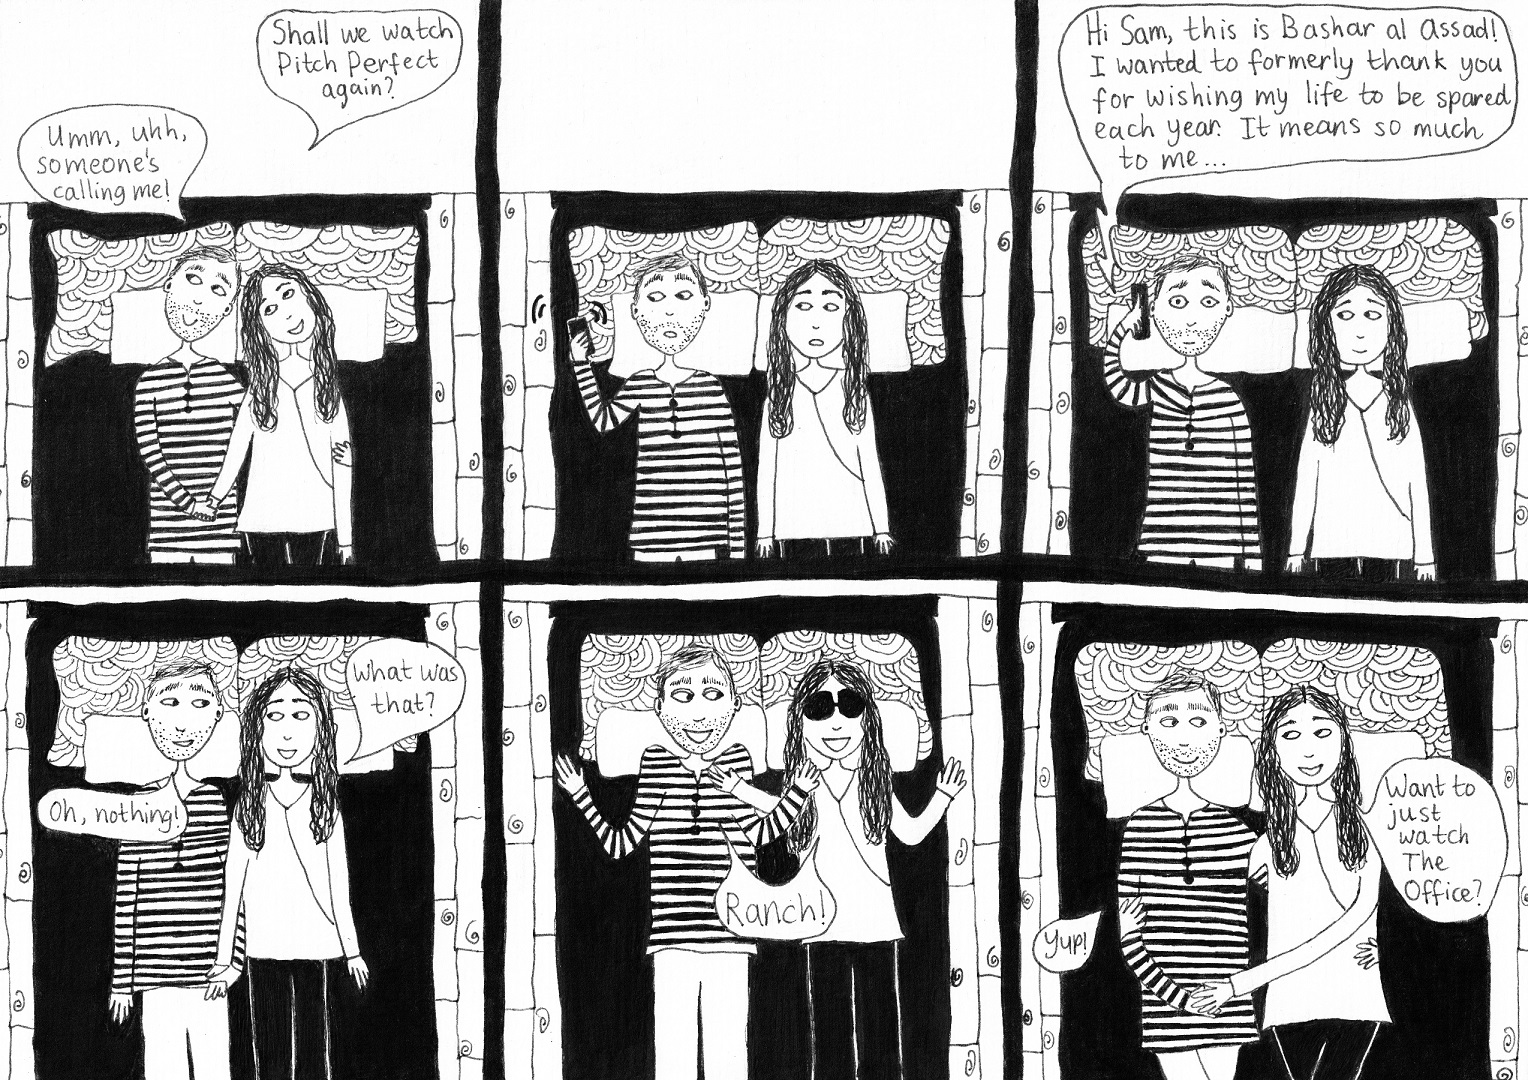 Shall we watch
Pitch Perfect
again?
Umm, uhh,
someone's
calling me!
Hi Sam, this is Bashar al Assad!
I wanted to formerly thank you
for wishing my life to be spared
each year. It means so much
to me...
What was
that?
Oh, nothing!
Ranch!
Want to
just
watch
The
Office?
Yup!